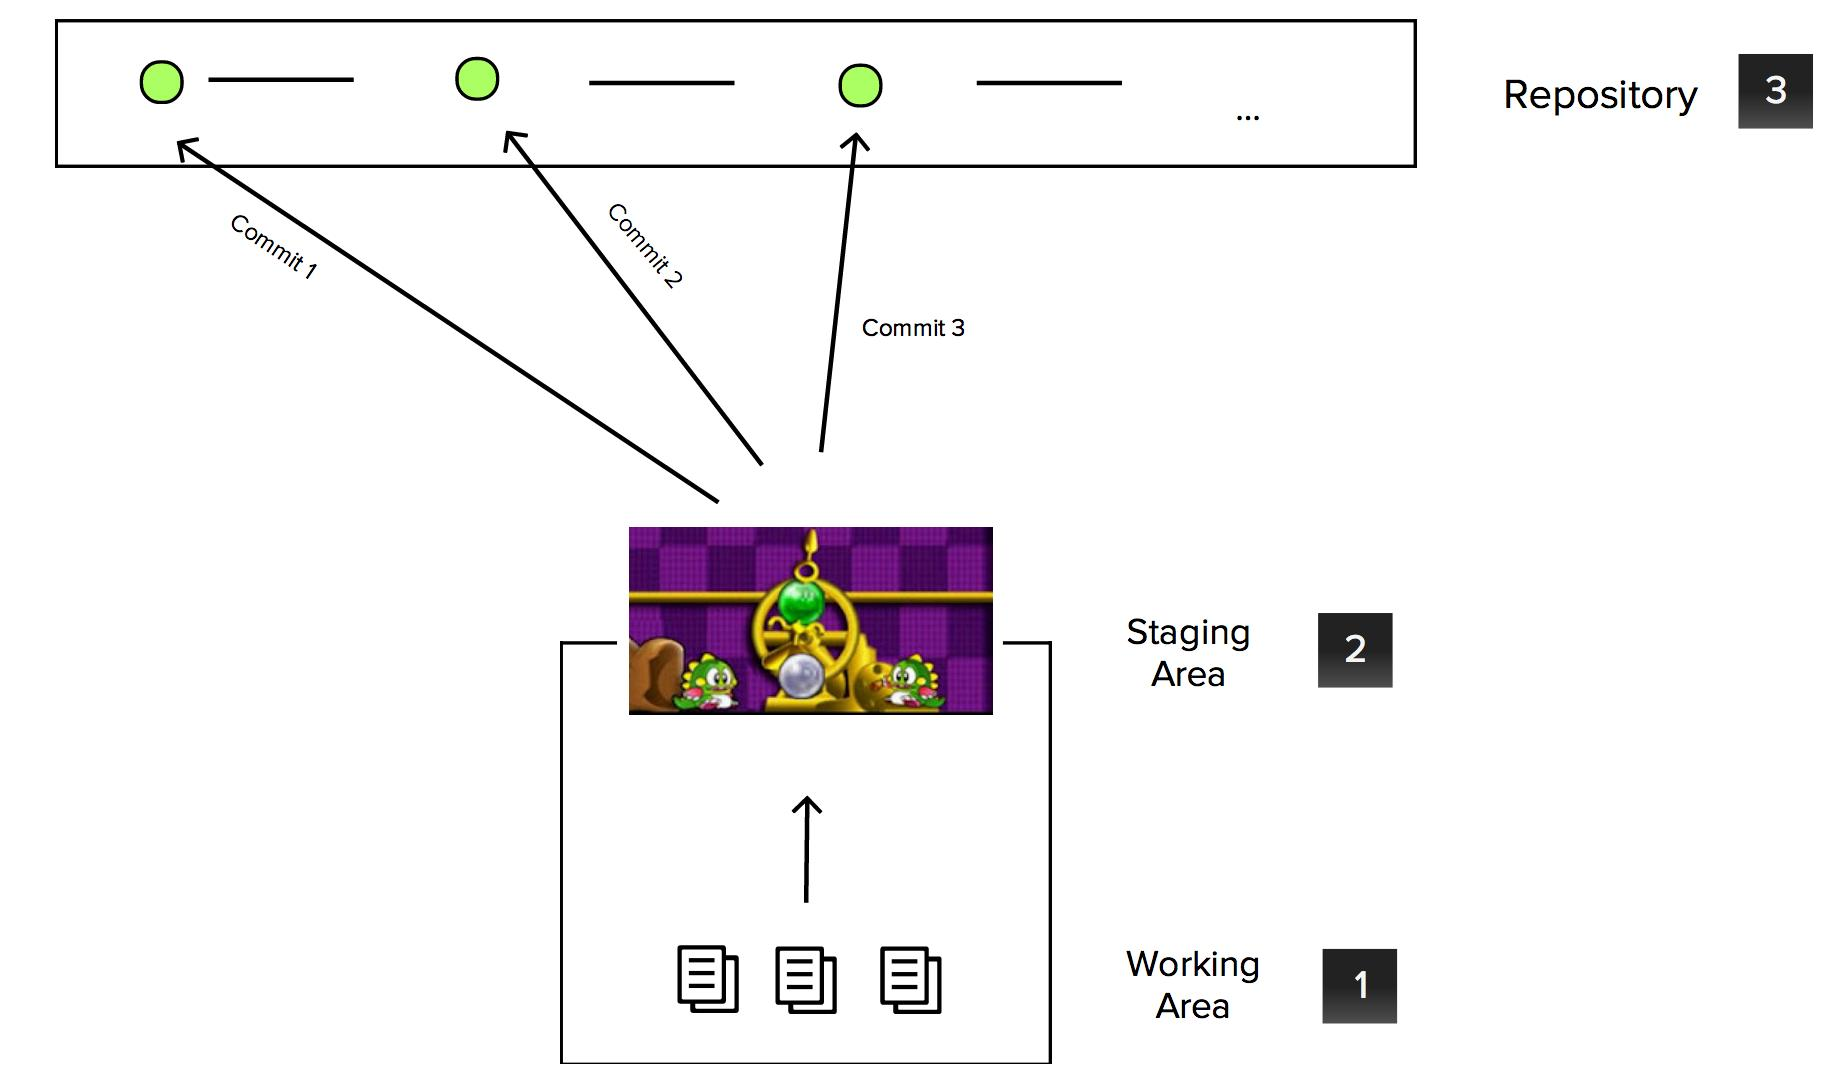 Repository 3
...
Commit 1
Commit 2
Commit 3
Staging
Area
2
Working
Area
1